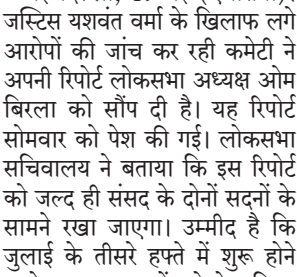 जस्टिस यशवंत वर्मा के खिलाफ लगे
आरोपों की जांच कर रही कमेटी ने
अपनी रिपोर्ट लोकसभा अध्यक्ष ओम
बिरला को सौंप दी है। यह रिपोर्ट
सोमवार को पेश की गई। लोकसभा
सचिवालय ने बताया कि इस रिपोर्ट
को जल्द ही संसद के दोनों सदनों के
सामने रखा जाएगा। उम्मीद है कि
जुलाई के तीसरे हफ्ते में शुरू होने